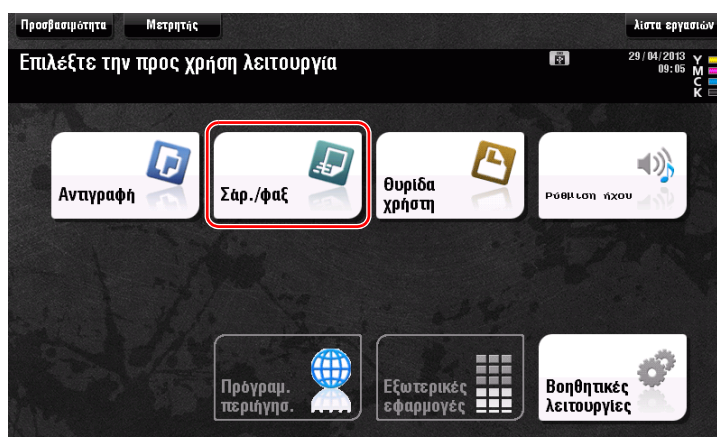 Προσβασιμότητα Μετρητής λίστα εργασιών
Επιλέξτε την προς χρήση λειτουργία
29/04/2013
09:05
Y
M
C
K
Αντιγραφή
Σάρ./φαξ
Θυρίδα
χρήστη
Ρύθμιση ήχου
Πρόγραμ.
περιήγησ.
Εξωτερικές
εφαρμογές
Βοηθητικές
λειτουργίες